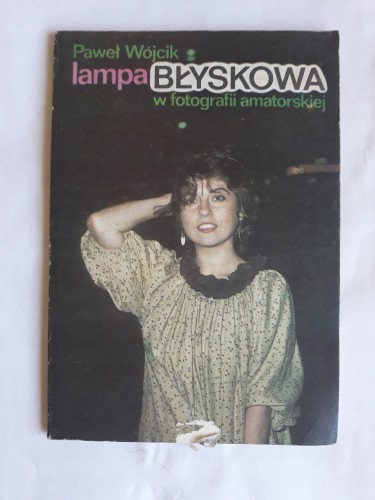 Paweł Wójcik
lampa BŁYSKOWA
w fotografii amatorskiej